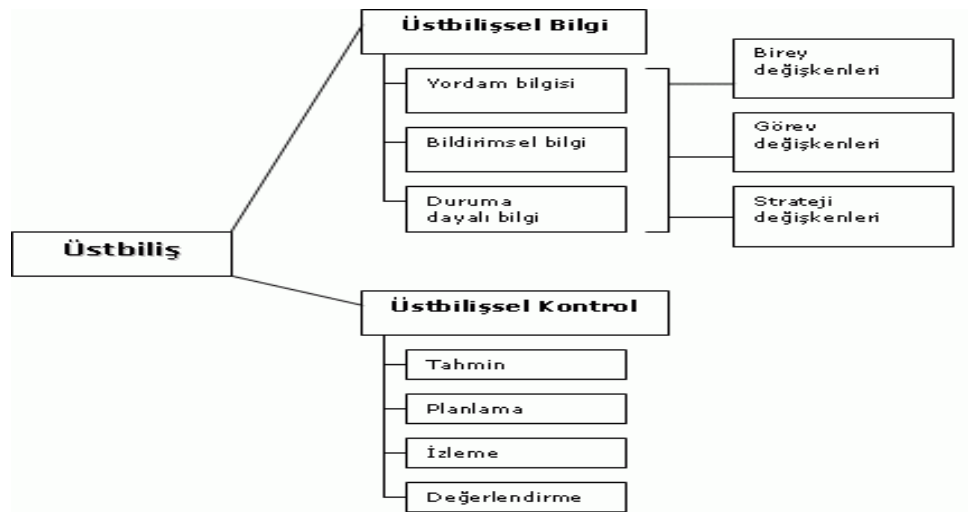 Üstbilişsel Bilgi
Yordam bilgisi
Bildirimsel bilgi
Duruma
dayalı bilgi
Birey
değişkenleri
Görev
değişkenleri
Strateji
değişkenleri
Üstbiliş
Üstbilişsel Kontrol
Tahmin
Planlama
İzleme
Değerlendirme